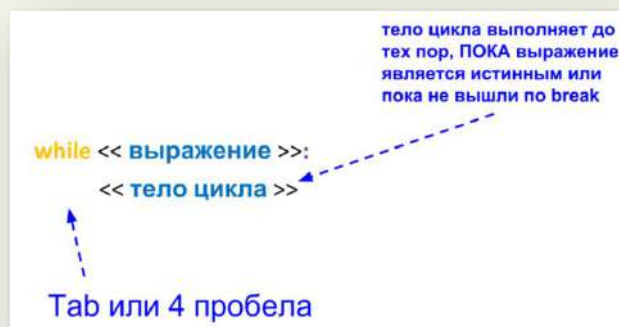 тело цикла выполняет до
тех пор, ПОКА выражение
является истинным или
пока не вышли по break
while << выражение >>:
<< тело цикла >>
Tab или 4 пробела